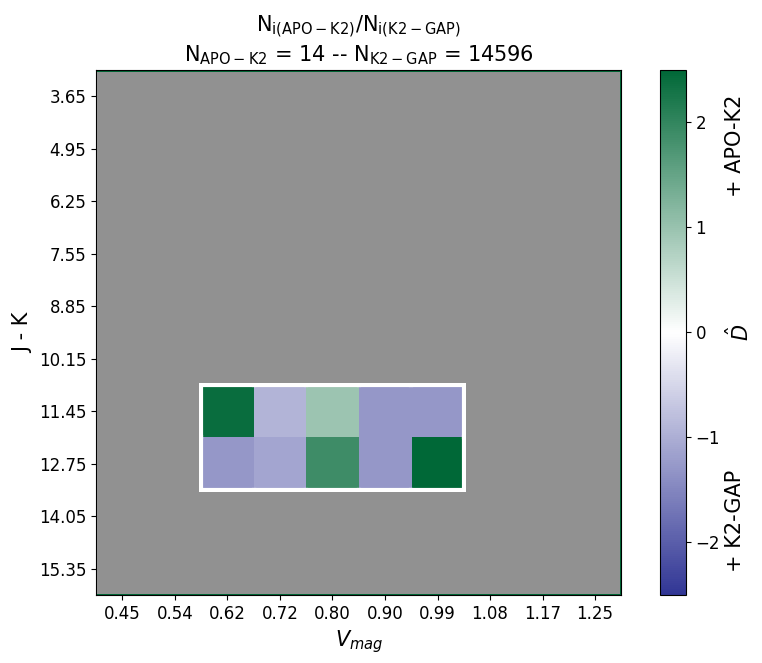 N_i(APO−K2)/N_i(K2−GAP)
N_APO−K2 = 14 -- N_K2−GAP = 14596
J - K
3.65
4.95
6.25
7.55
8.85
10.15
11.45
12.75
14.05
15.35
0.45 0.54 0.62 0.72 0.80 0.90 0.99 1.08 1.17 1.25
V_mag
2
1
0
−1
−2
+ APO-K2
D̂
+ K2-GAP